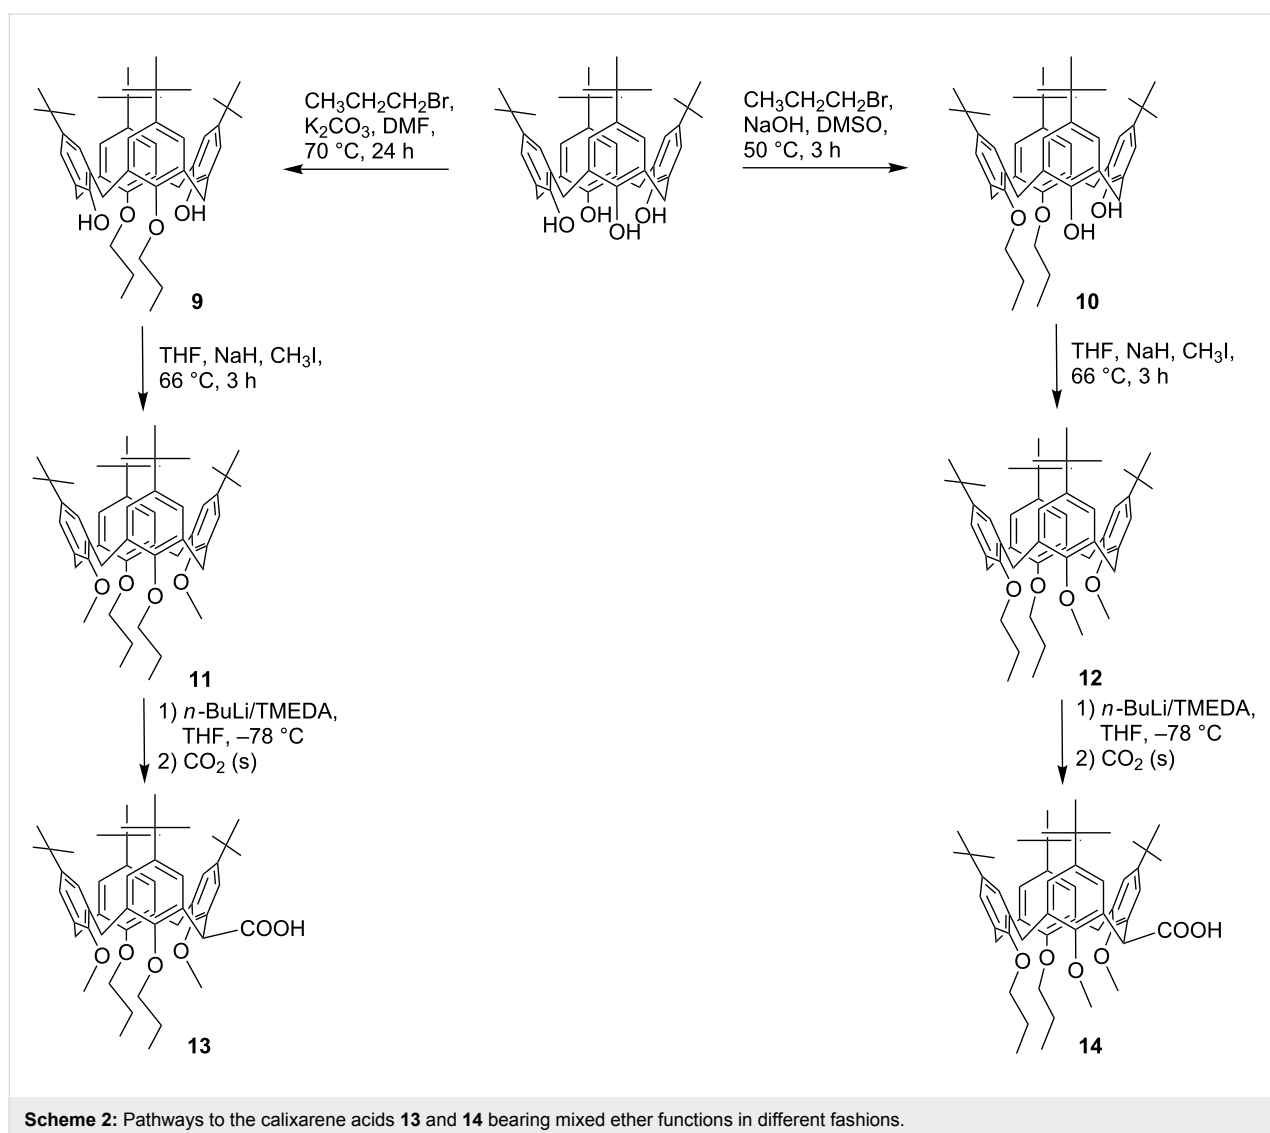 CH3CH2CH2Br,
K2CO3, DMF,
70 °C, 24 h
CH3CH2CH2Br,
NaOH, DMSO,
50 °C, 3 h
HO
O
O
OH
HO
OH
OH
OH
O
O
OH
OH
9
10
THF, NaH, CH3I,
66 °C, 3 h
THF, NaH, CH3I,
66 °C, 3 h
O
O
O
O
O
O
O
O
11
12
1) n-BuLi/TMEDA,
THF, –78 °C
2) CO2 (s)
1) n-BuLi/TMEDA,
THF, –78 °C
2) CO2 (s)
COOH
O
O
O
O
COOH
O
O
O
O
13
14
Scheme 2: Pathways to the calixarene acids 13 and 14 bearing mixed ether functions in different fashions.